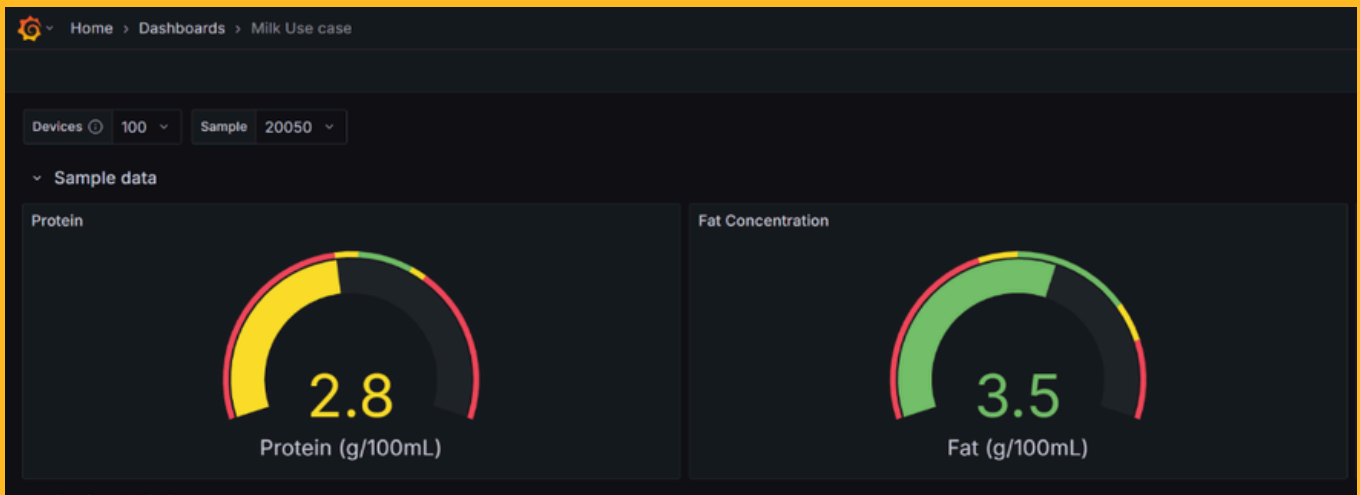 Home › Dashboards › Milk Use case
Devices 100 Sample 20050
Sample data
Protein
2.8
Protein (g/100mL)
Fat Concentration
3.5
Fat (g/100mL)